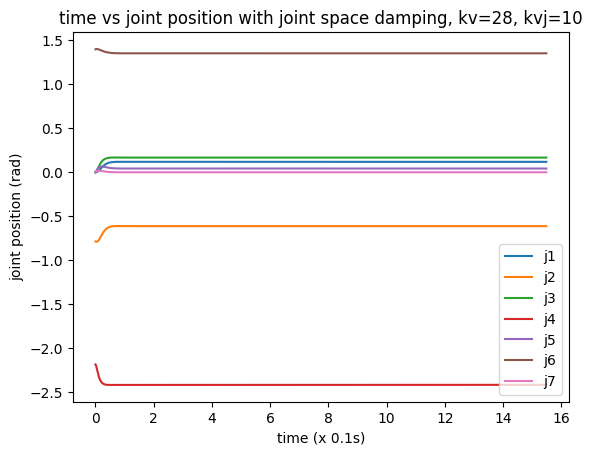 time vs joint position with joint space damping, kv=28, kvj=10
joint position (rad)
1.5
1.0
0.5
0.0
−0.5
−1.0
−1.5
−2.0
−2.5
j1
j2
j3
j4
j5
j6
j7
0
2
4
6
8
10
12
14
16
time (x 0.1s)